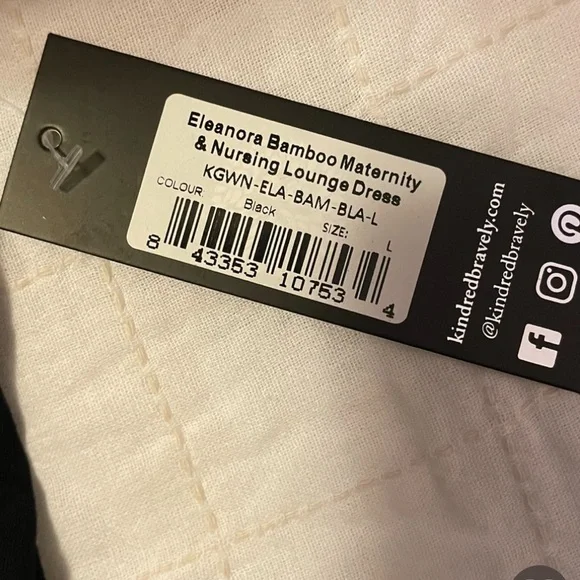 Eleanora Bamboo Maternity
& Nursing Lounge Dress
KGWN-ELA-BAM-BLA-L
COLOUR Black SIZE: L
8 43353 10753 4
kindredbravely.com
@kindredbravely